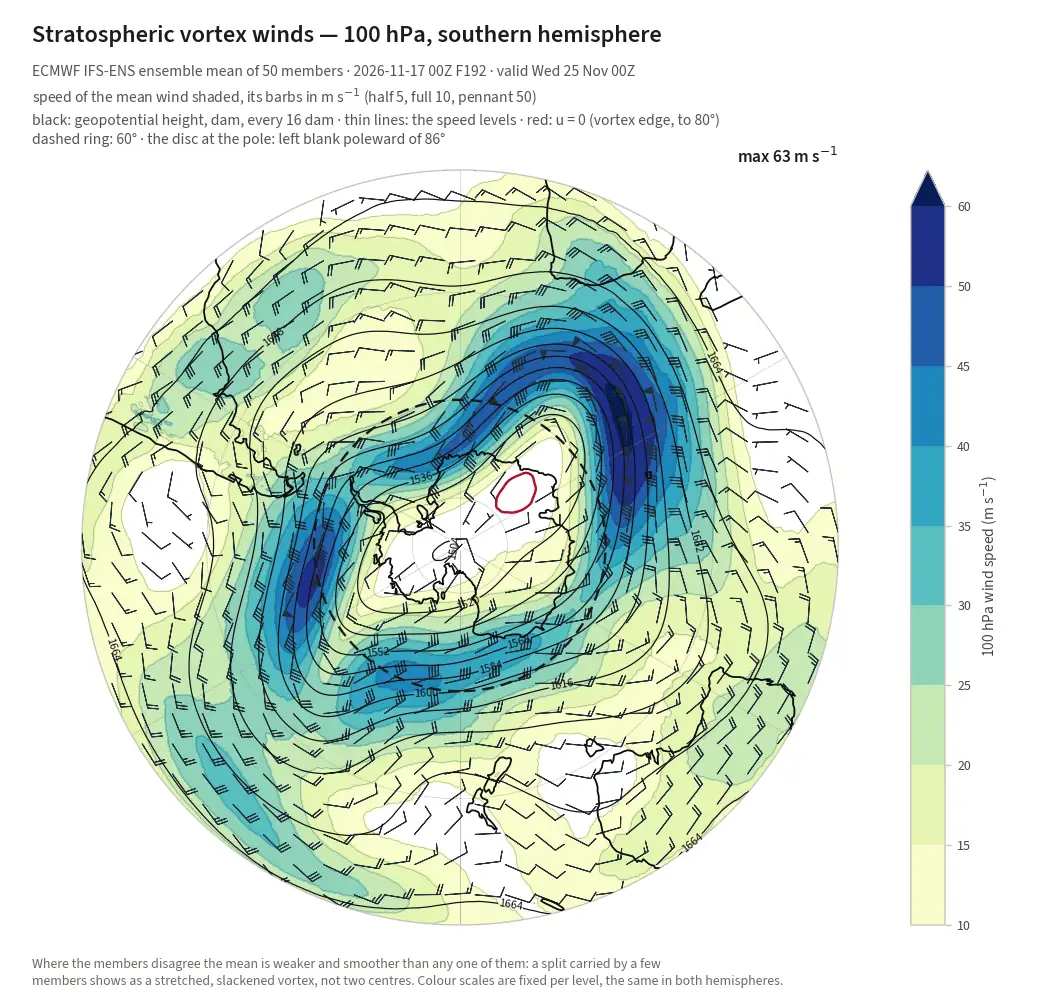 Stratospheric vortex winds — 100 hPa, southern hemisphere
ECMWF IFS-ENS ensemble mean of 50 members · 2026-11-17 00Z F192 · valid Wed 25 Nov 00Z
speed of the mean wind shaded, its barbs in m s⁻¹ (half 5, full 10, pennant 50)
black: geopotential height, dam, every 16 dam · thin lines: the speed levels · red: u = 0 (vortex edge, to 80°)
dashed ring: 60° · the disc at the pole: left blank poleward of 86°
max 63 m s⁻¹
60
50
45
40
35
30
25
20
15
10
100 hPa wind speed (m s⁻¹)
1664
1536
1504
1632
1552
1568
1584
1600
1616
1664
1664
1664
Where the members disagree the mean is weaker and smoother than any one of them: a split carried by a few
members shows as a stretched, slackened vortex, not two centres. Colour scales are fixed per level, the same in both hemispheres.